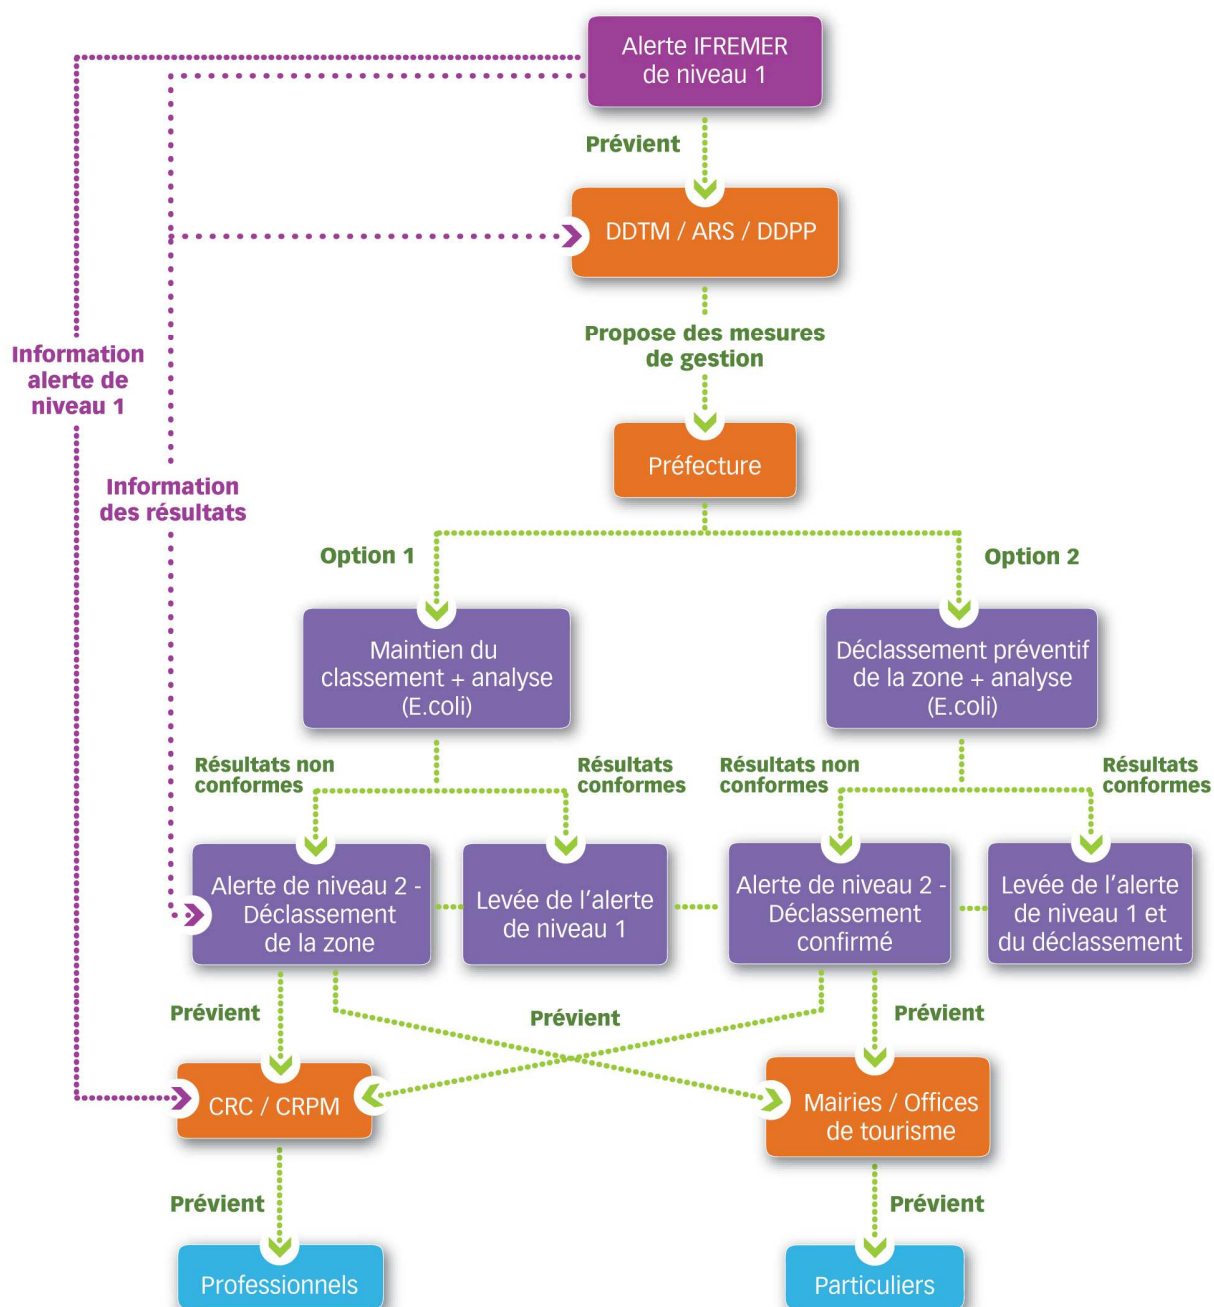 Alerte IFREMER
de niveau 1
Prévient
DDTM / ARS / DDPP
Propose des mesures
de gestion
Information
alerte de
niveau 1
Préfecture
Information
des résultats
Option 1
Option 2
Maintien du
classement + analyse
(E.coli)
Déclassement préventif
de la zone + analyse
(E.coli)
Résultats non
conformes
Résultats
conformes
Résultats non
conformes
Résultats
conformes
Alerte de niveau 2 -
Déclassement
de la zone
Levée de l'alerte
de niveau 1
Alerte de niveau 2 -
Déclassement
confirmé
Levée de l'alerte
de niveau 1 et
du déclassement
Prévient
Prévient
Prévient
CRC / CRPM
Mairies / Offices
de tourisme
Prévient
Prévient
Professionnels
Particuliers